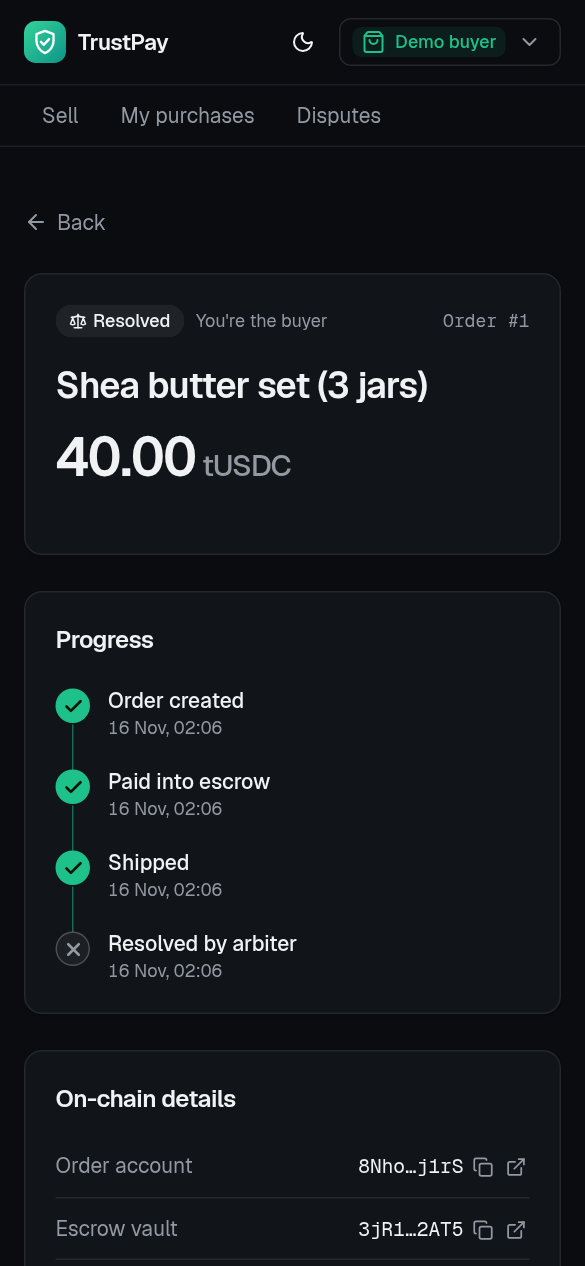 TrustPay
Demo buyer
Sell My purchases Disputes
Back
Resolved You're the buyer Order #1
Shea butter set (3 jars)
40.00 tUSDC
Progress
Order created
16 Nov, 02:06
Paid into escrow
16 Nov, 02:06
Shipped
16 Nov, 02:06
Resolved by arbiter
16 Nov, 02:06
On-chain details
Order account 8Nho…j1rS
Escrow vault 3jR1…2AT5